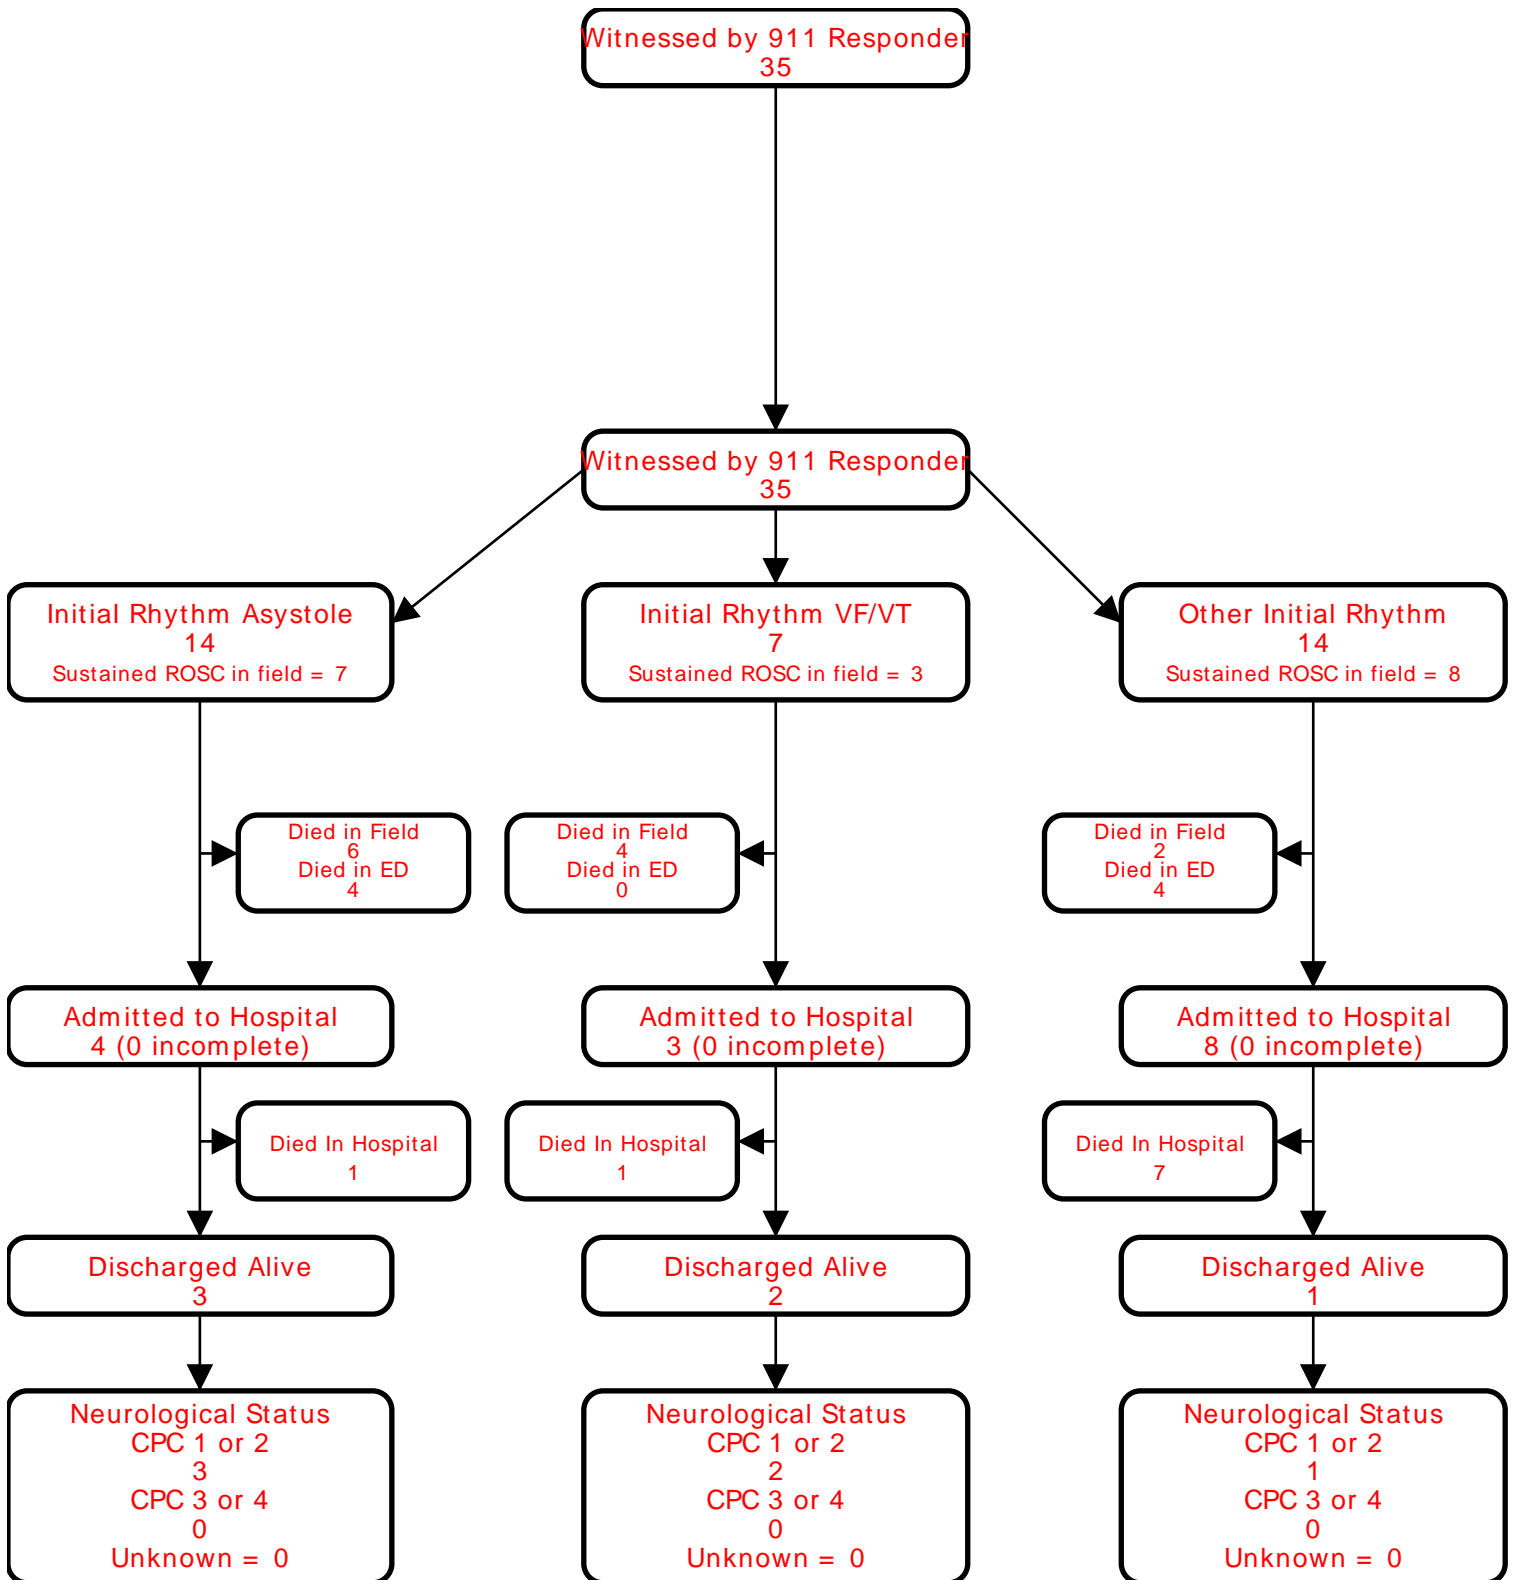 Witnessed by 911 Responder
35
Witnessed by 911 Responder
35
Initial Rhythm Asystole
14
Sustained ROSC in field = 7
Initial Rhythm VF/VT
7
Sustained ROSC in field = 3
Other Initial Rhythm
14
Sustained ROSC in field = 8
Died in Field
6
Died in ED
4
Died in Field
4
Died in ED
0
Died in Field
2
Died in ED
4
Admitted to Hospital
4 (0 incomplete)
Admitted to Hospital
3 (0 incomplete)
Admitted to Hospital
8 (0 incomplete)
Died In Hospital
1
Died In Hospital
1
Died In Hospital
7
Discharged Alive
3
Discharged Alive
2
Discharged Alive
1
Neurological Status
CPC 1 or 2
3
CPC 3 or 4
0
Unknown = 0
Neurological Status
CPC 1 or 2
2
CPC 3 or 4
0
Unknown = 0
Neurological Status
CPC 1 or 2
1
CPC 3 or 4
0
Unknown = 0